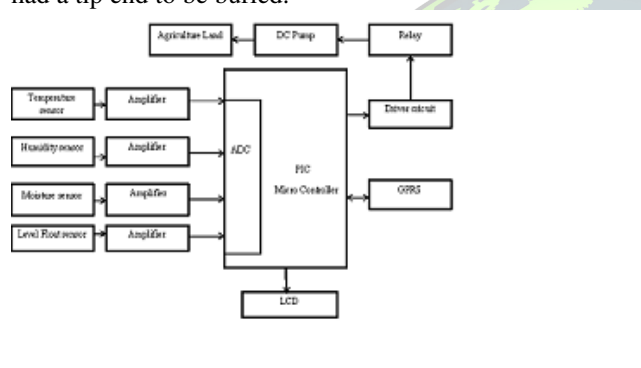 had a tip end to be buried.
Agriculture Land
DC Pump
Relay
Temperature
sensor
Amplifier
Driver circuit
Humidity sensor
Amplifier
ADC
PIC
Micro Controller
Moisture sensor
Amplifier
GPRS
Level Float sensor
Amplifier
LCD